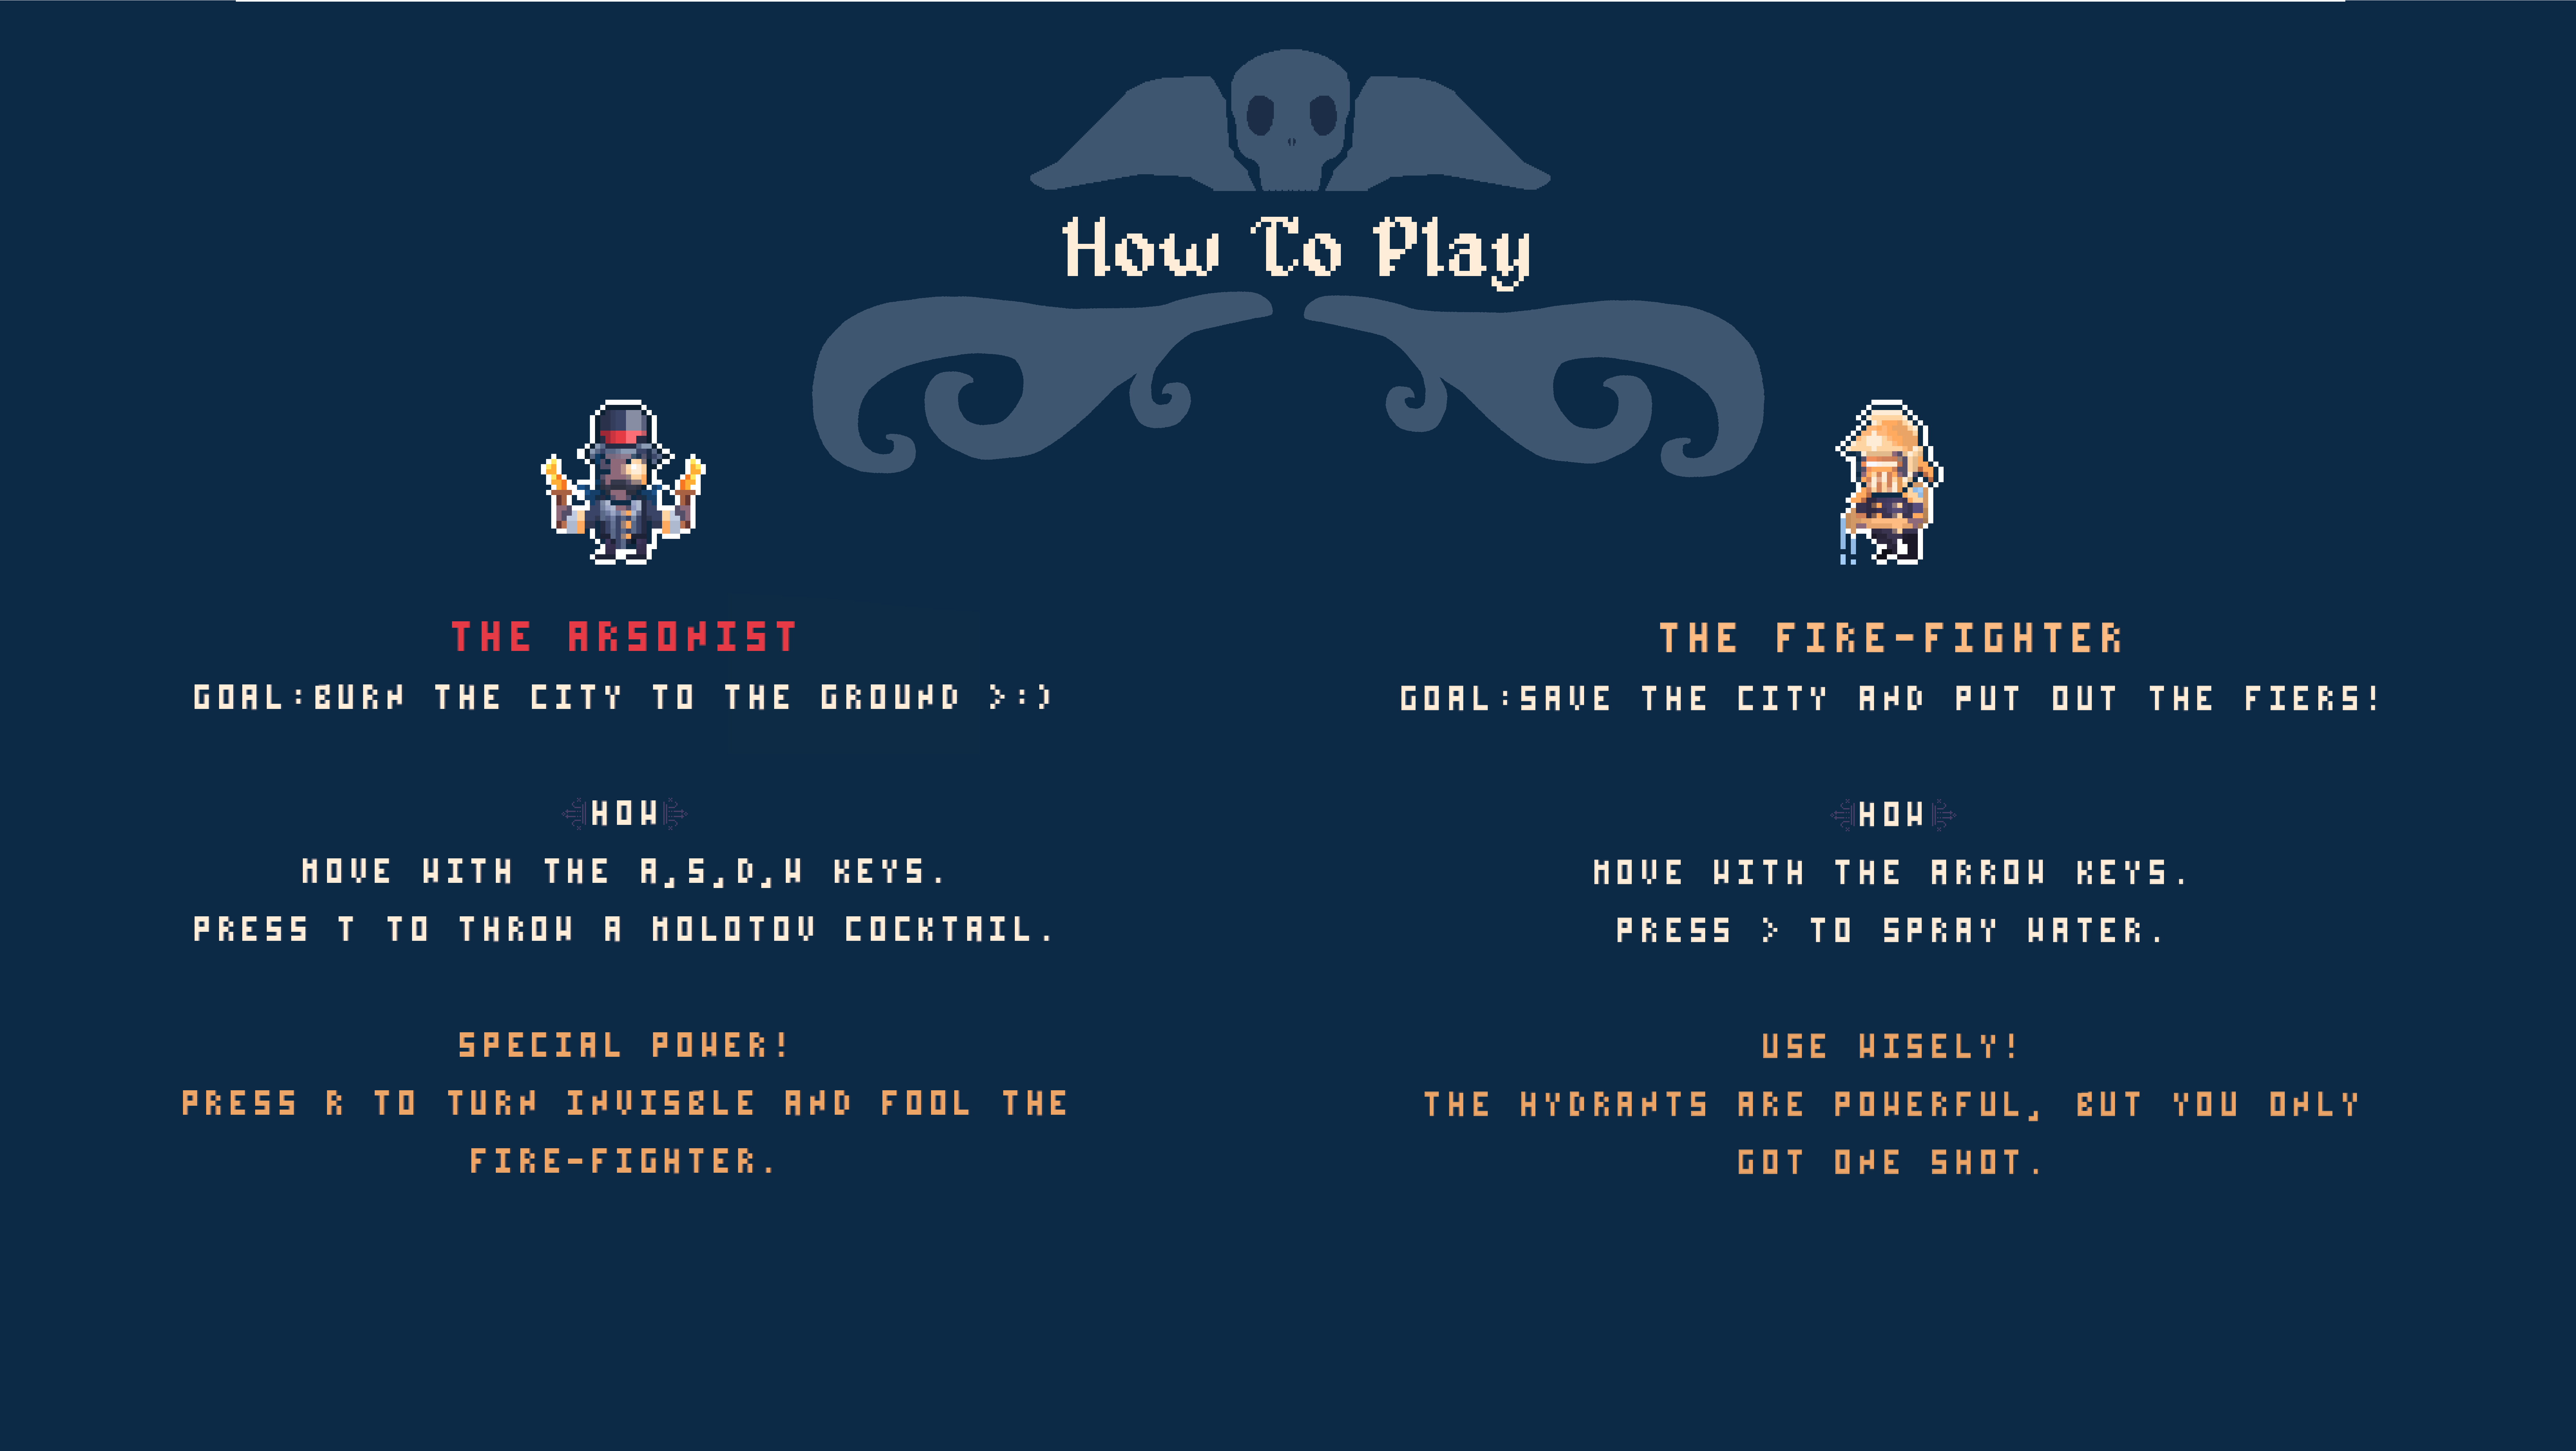 How To Play
THE ARSONIST
GOAL:BURN THE CITY TO THE GROUND >:)
HOW
MOVE WITH THE A,S,D,W KEYS.
PRESS T TO THROW A MOLOTOV COCKTAIL.
SPECIAL POWER!
PRESS R TO TURN INVISBLE AND FOOL THE
FIRE-FIGHTER.
THE FIRE-FIGHTER
GOAL:SAVE THE CITY AND PUT OUT THE FIERS!
HOW
MOVE WITH THE ARROW KEYS.
PRESS > TO SPRAY WATER.
USE WISELY!
THE HYDRANTS ARE POWERFUL, BUT YOU ONLY
GOT ONE SHOT.